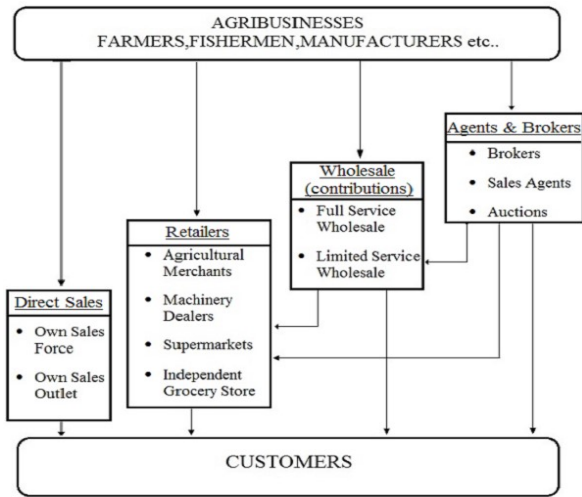 AGRIBUSINESSES
FARMERS,FISHERMEN,MANUFACTURERS etc..
Agents & Brokers
• Brokers
• Sales Agents
• Auctions
Wholesale
(contributions)
• Full Service
Wholesale
• Limited Service
Wholesale
Retailers
• Agricultural
Merchants
• Machinery
Dealers
• Supermarkets
• Independent
Grocery Store
Direct Sales
• Own Sales
Force
• Own Sales
Outlet
CUSTOMERS